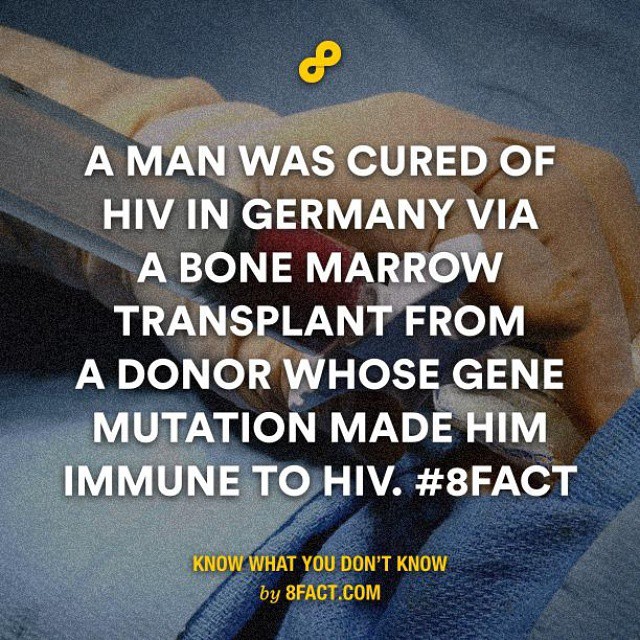 A MAN WAS CURED OF
HIV IN GERMANY VIA
A BONE MARROW
TRANSPLANT FROM
A DONOR WHOSE GENE
MUTATION MADE HIM
IMMUNE TO HIV. #8FACT
KNOW WHAT YOU DON'T KNOW
by 8FACT.COM